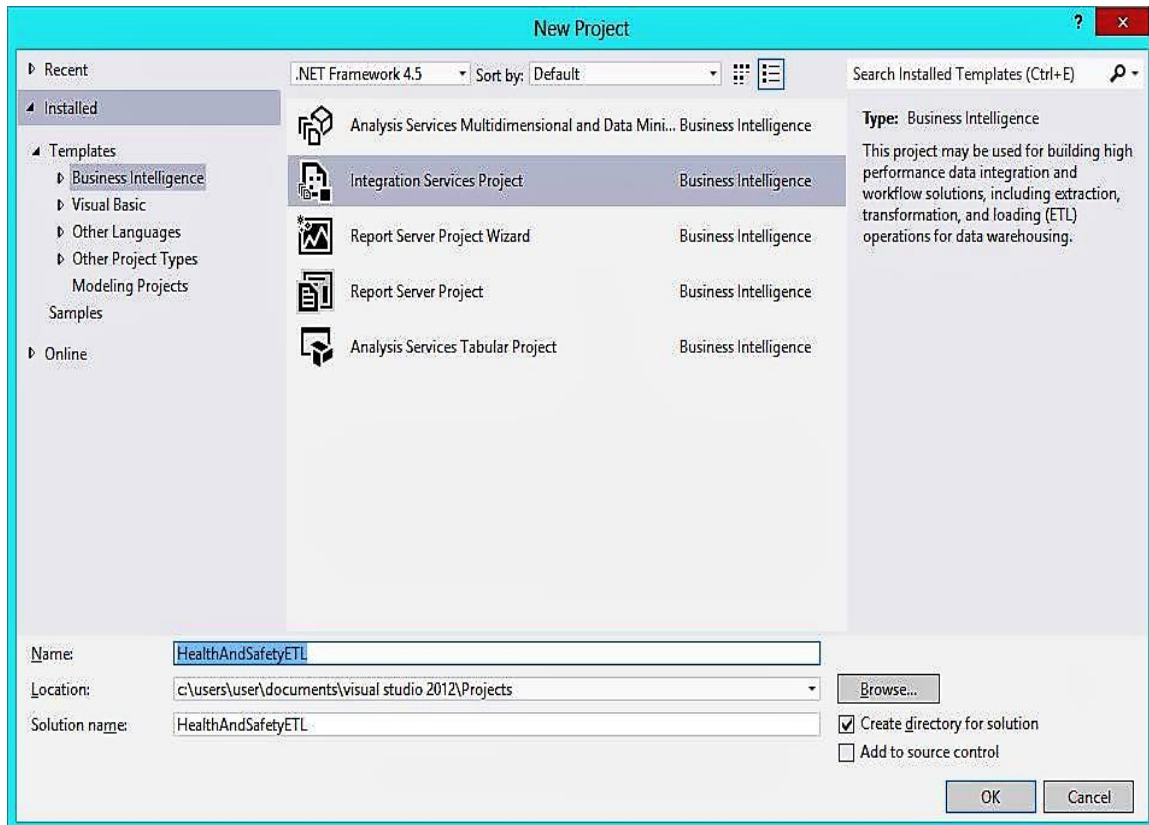 New Project
? x
Recent
Installed
Templates
Business Intelligence
Visual Basic
Other Languages
Other Project Types
Modeling Projects
Samples
Online
.NET Framework 4.5 Sort by: Default
Analysis Services Multidimensional and Data Mini... Business Intelligence
Integration Services Project Business Intelligence
Report Server Project Wizard Business Intelligence
Report Server Project Business Intelligence
Analysis Services Tabular Project Business Intelligence
Search Installed Templates (Ctrl+E)
Type: Business Intelligence
This project may be used for building high
performance data integration and
workflow solutions, including extraction,
transformation, and loading (ETL)
operations for data warehousing.
Name: HealthAndSafetyETL
Location: c:\users\user\documents\visual studio 2012\Projects
Browse...
Solution name: HealthAndSafetyETL
Create directory for solution
Add to source control
OK Cancel